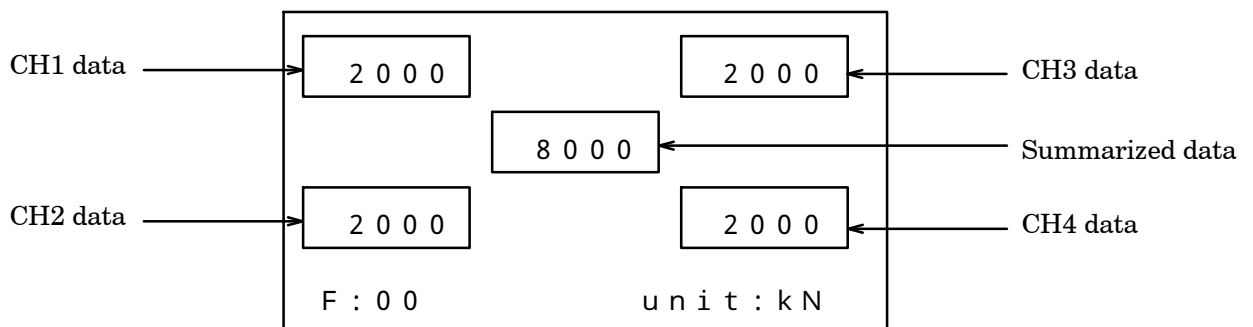 CH1 data 2000 2000 CH3 data
8000 Summarized data
CH2 data 2000 2000 CH4 data
F:00 unit:kN